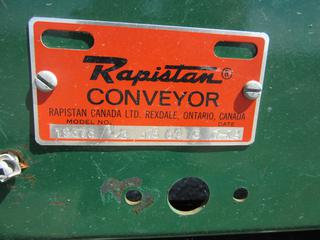 Rapistan®
CONVEYOR
RAPISTAN CANADA LTD. REXDALE, ONTARIO, CANADA
MODEL NO. DATE